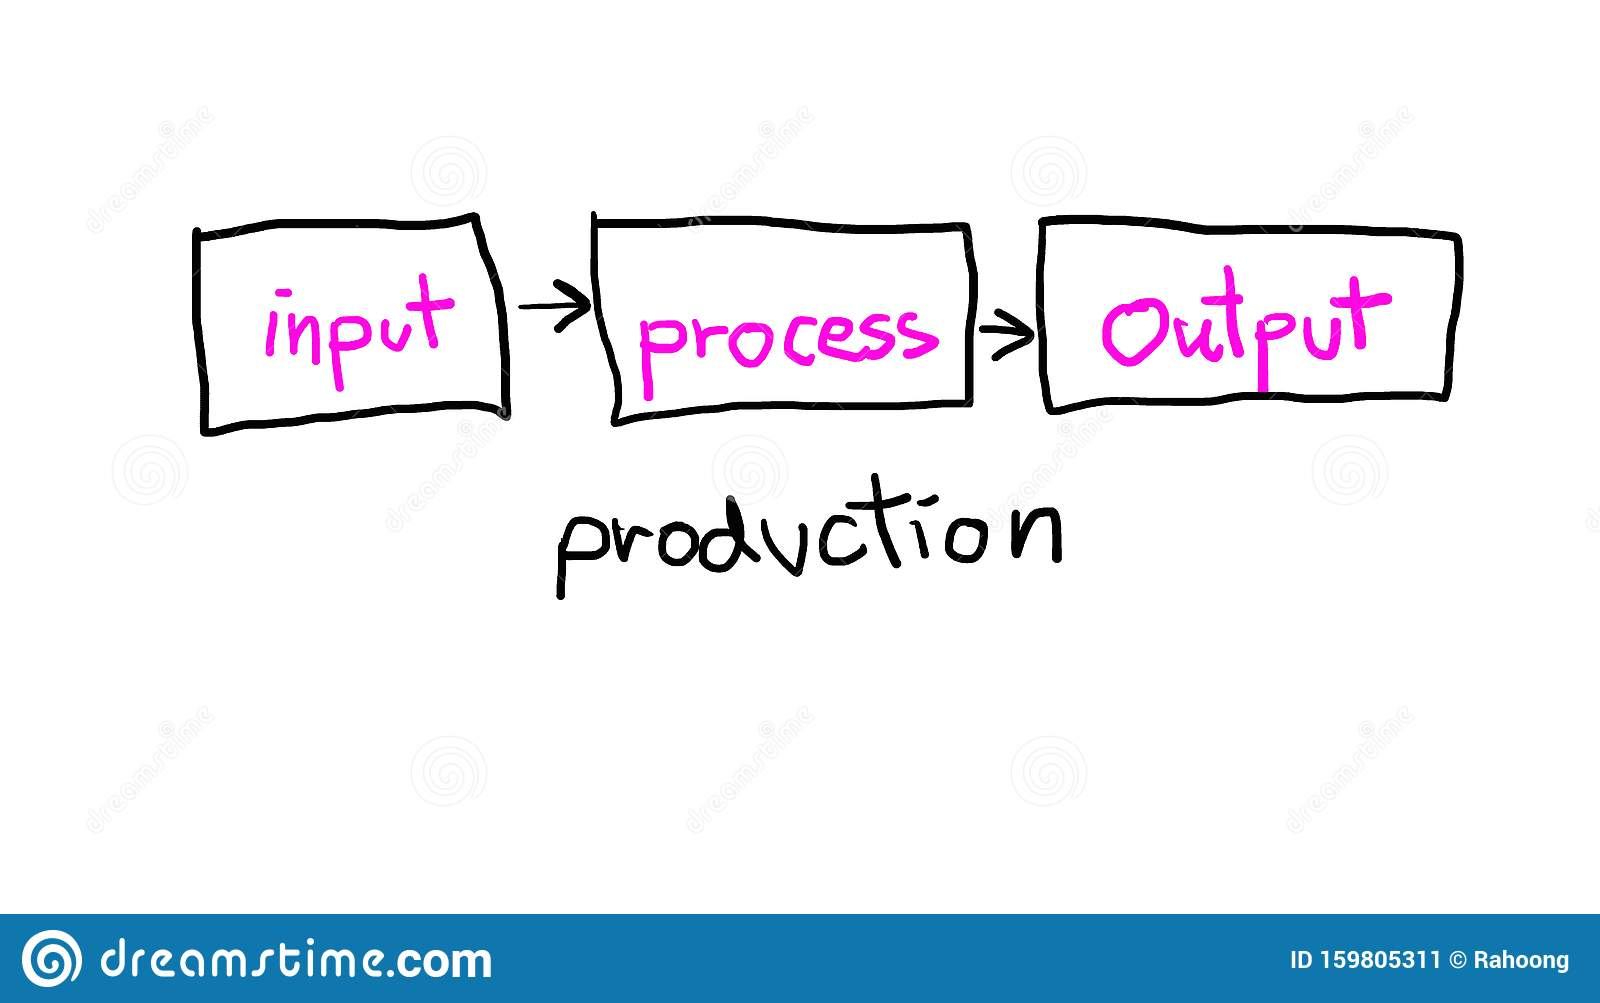 input → process → Output
production
dreamstime.com
ID 159805311 © Rahoong